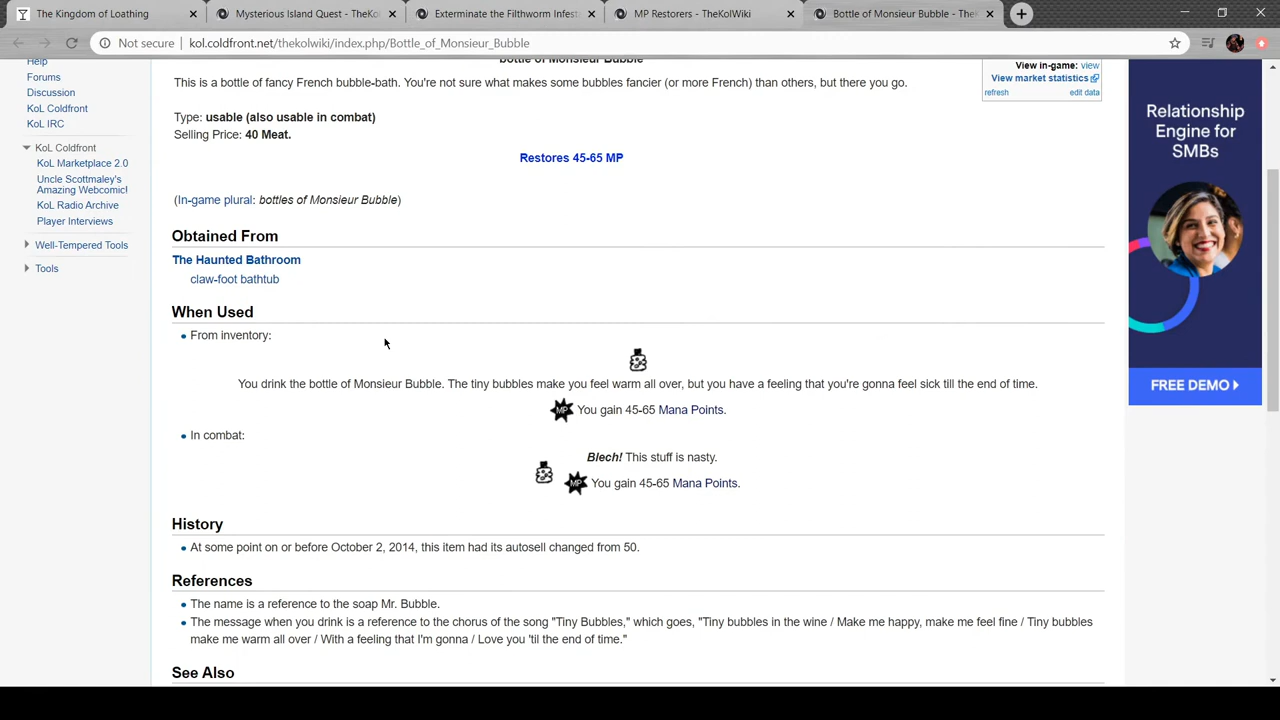 The Kingdom of Loathing
Mysterious Island Quest - TheKol
Exterminate the Filthworm Infest
MP Restorers - TheKolWiki
Bottle of Monsieur Bubble - The
Not secure
kol.coldfront.net/thekolwiki/index.php/Bottle_of_Monsieur_Bubble
Help
Forums
Discussion
KoL Coldfront
KoL IRC
KoL Coldfront
KoL Marketplace 2.0
Uncle Scottmaley's
Amazing Webcomic!
KoL Radio Archive
Player Interviews
Well-Tempered Tools
Tools
bottle of Monsieur Bubble
This is a bottle of fancy French bubble-bath. You're not sure what makes some bubbles fancier (or more French) than others, but there you go.
View in-game: view
View market statistics
refresh
edit data
Type: usable (also usable in combat)
Selling Price: 40 Meat.
Restores 45-65 MP
(In-game plural: bottles of Monsieur Bubble)
Obtained From
The Haunted Bathroom
claw-foot bathtub
When Used
From inventory:
You drink the bottle of Monsieur Bubble. The tiny bubbles make you feel warm all over, but you have a feeling that you're gonna feel sick till the end of time.
MP You gain 45-65 Mana Points.
In combat:
Blech! This stuff is nasty.
MP You gain 45-65 Mana Points.
History
At some point on or before October 2, 2014, this item had its autosell changed from 50.
References
The name is a reference to the soap Mr. Bubble.
The message when you drink is a reference to the chorus of the song "Tiny Bubbles," which goes, "Tiny bubbles in the wine / Make me happy, make me feel fine / Tiny bubbles
make me warm all over / With a feeling that I'm gonna / Love you 'til the end of time."
See Also
Relationship
Engine for
SMBs
FREE DEMO